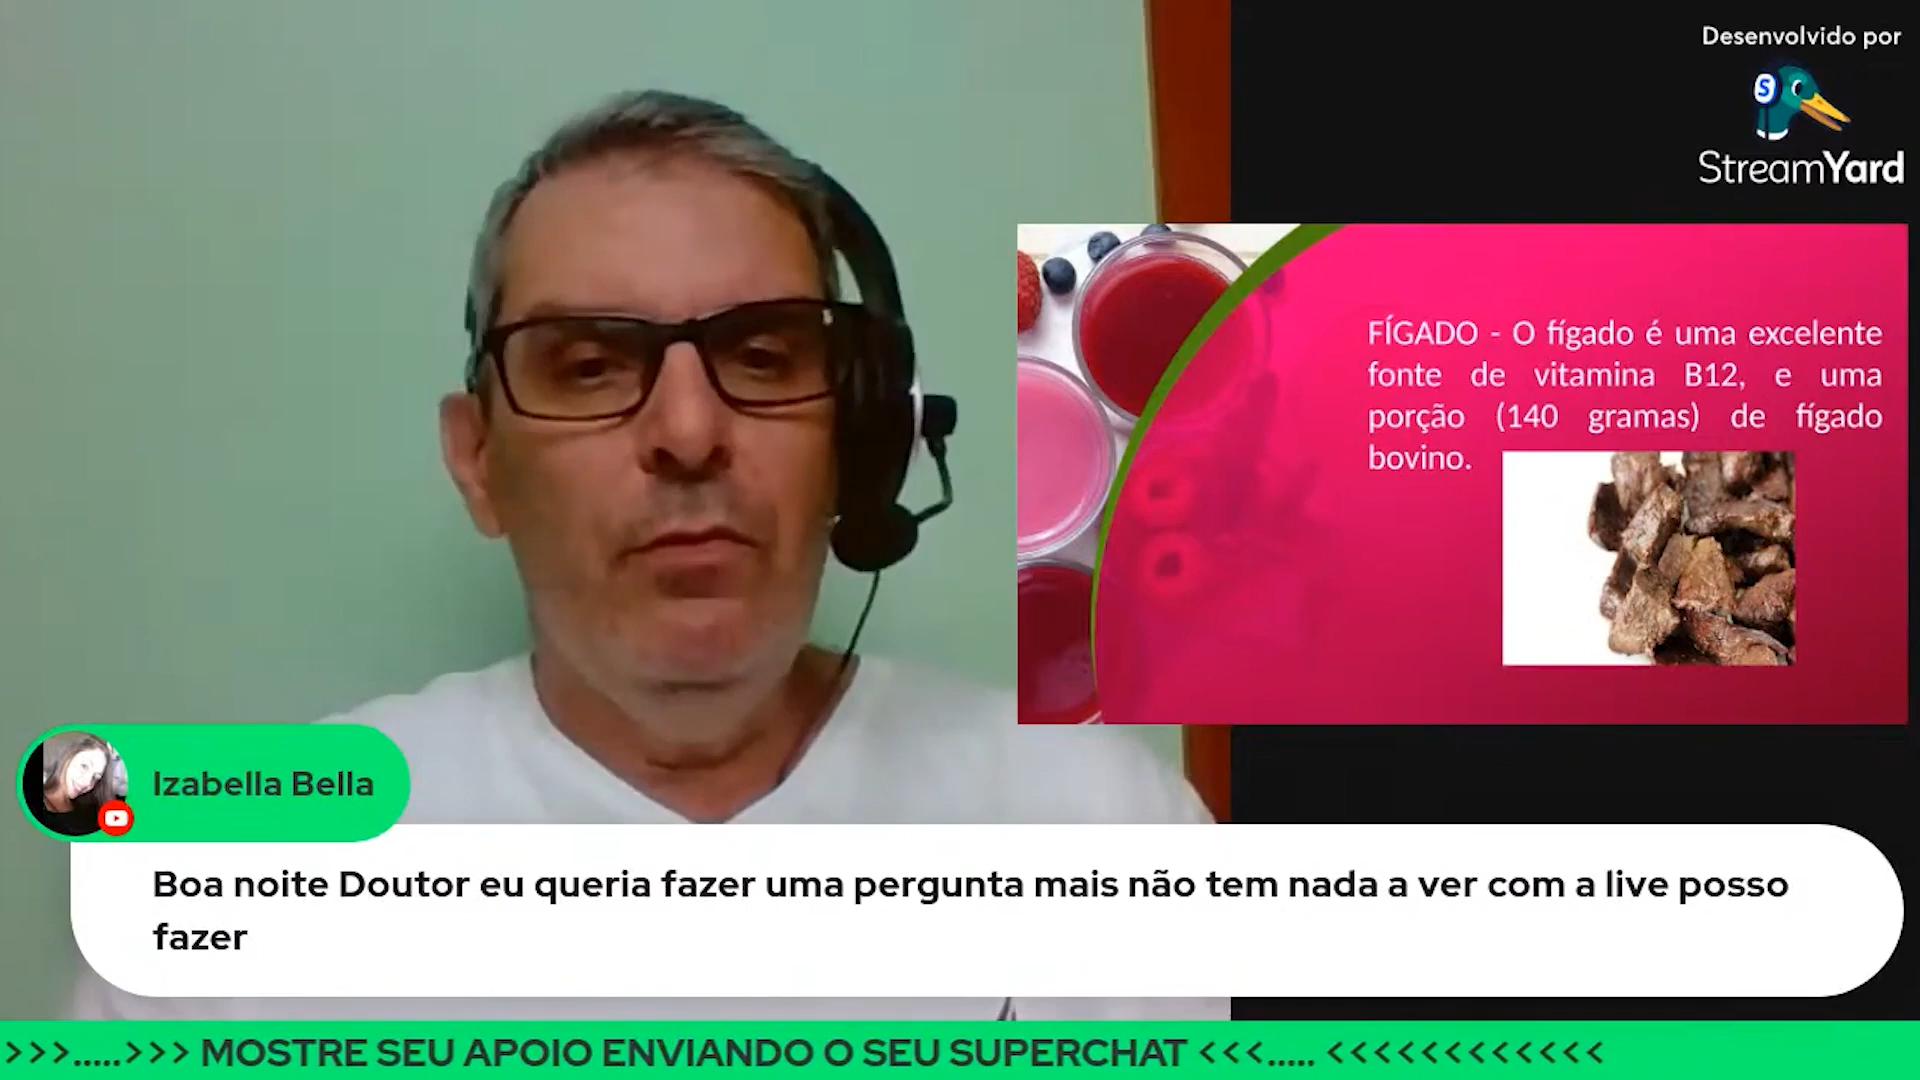 Desenvolvido por
StreamYard
FÍGADO - O fígado é uma excelente
fonte de vitamina B12, e uma
porção (140 gramas) de fígado
bovino.
Izabella Bella
Boa noite Doutor eu queria fazer uma pergunta mais não tem nada a ver com a live posso
fazer
>>>.....>>> MOSTRE SEU APOIO ENVIANDO O SEU SUPERCHAT <<<..... <<<<<<<<<<<<